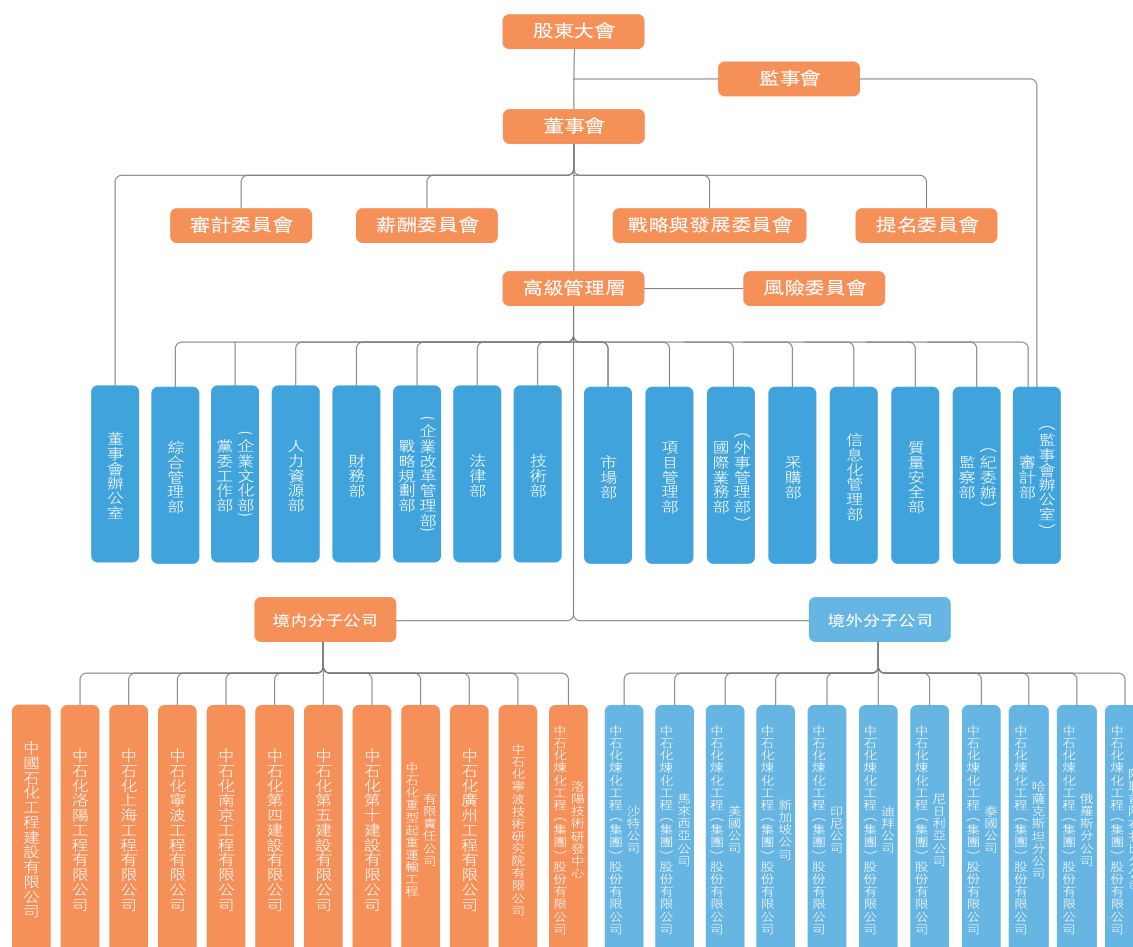 股東大會
監事會
董事會
審計委員會
薪酬委員會
戰略與發展委員會
提名委員會
高級管理層
風險委員會
董事會辦公室
綜合管理部
黨委工作部
(企業文化部)
人力資源部
財務部
戰略規劃部
(企業改革管理部)
法律部
技術部
市場部
項目管理部
國際業務部
(外事管理部)
采購部
信息化管理部
質量安全部
監察部
(紀委辦)
審計部
(監事會辦公室)
境內分子公司
境外分子公司
中國石化工程建設有限公司
中石化洛陽工程有限公司
中石化上海工程有限公司
中石化寧波工程有限公司
中石化南京工程有限公司
中石化第四建設有限公司
中石化第五建設有限公司
中石化第十建設有限公司
中石化重型起重運輸工程
有限責任公司
中石化廣州工程有限公司
中石化寧波技術研究院有限公司
中石化煉化工程(集團)股份有限公司
洛陽技術研發中心
中石化煉化工程(集團)股份有限公司
沙特公司
中石化煉化工程(集團)股份有限公司
馬來西亞公司
中石化煉化工程(集團)股份有限公司
美國公司
中石化煉化工程(集團)股份有限公司
新加坡公司
中石化煉化工程(集團)股份有限公司
印尼公司
中石化煉化工程(集團)股份有限公司
迪拜公司
中石化煉化工程(集團)股份有限公司
尼日利亞公司
中石化煉化工程(集團)股份有限公司
泰國公司
中石化煉化工程(集團)股份有限公司
哈薩克斯坦分公司
中石化煉化工程(集團)股份有限公司
俄羅斯分公司
中石化煉化工程(集團)股份有限公司